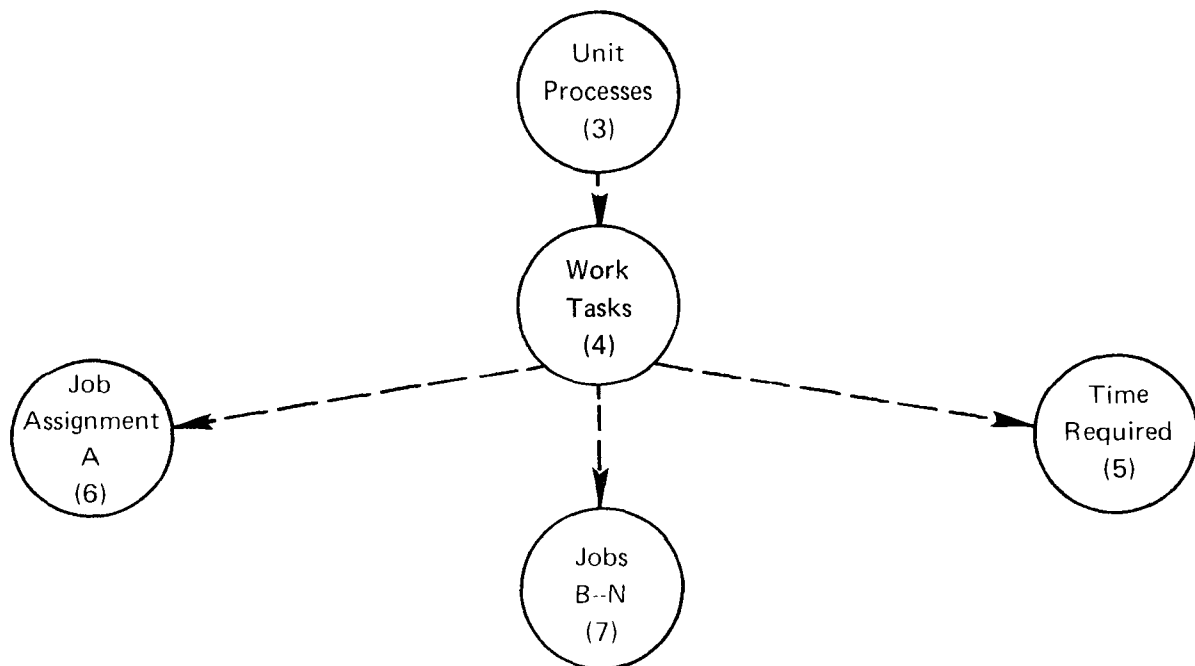 Unit
Processes
(3)
Work
Tasks
(4)
Job
Assignment
A
(6)
Time
Required
(5)
Jobs
B--N
(7)